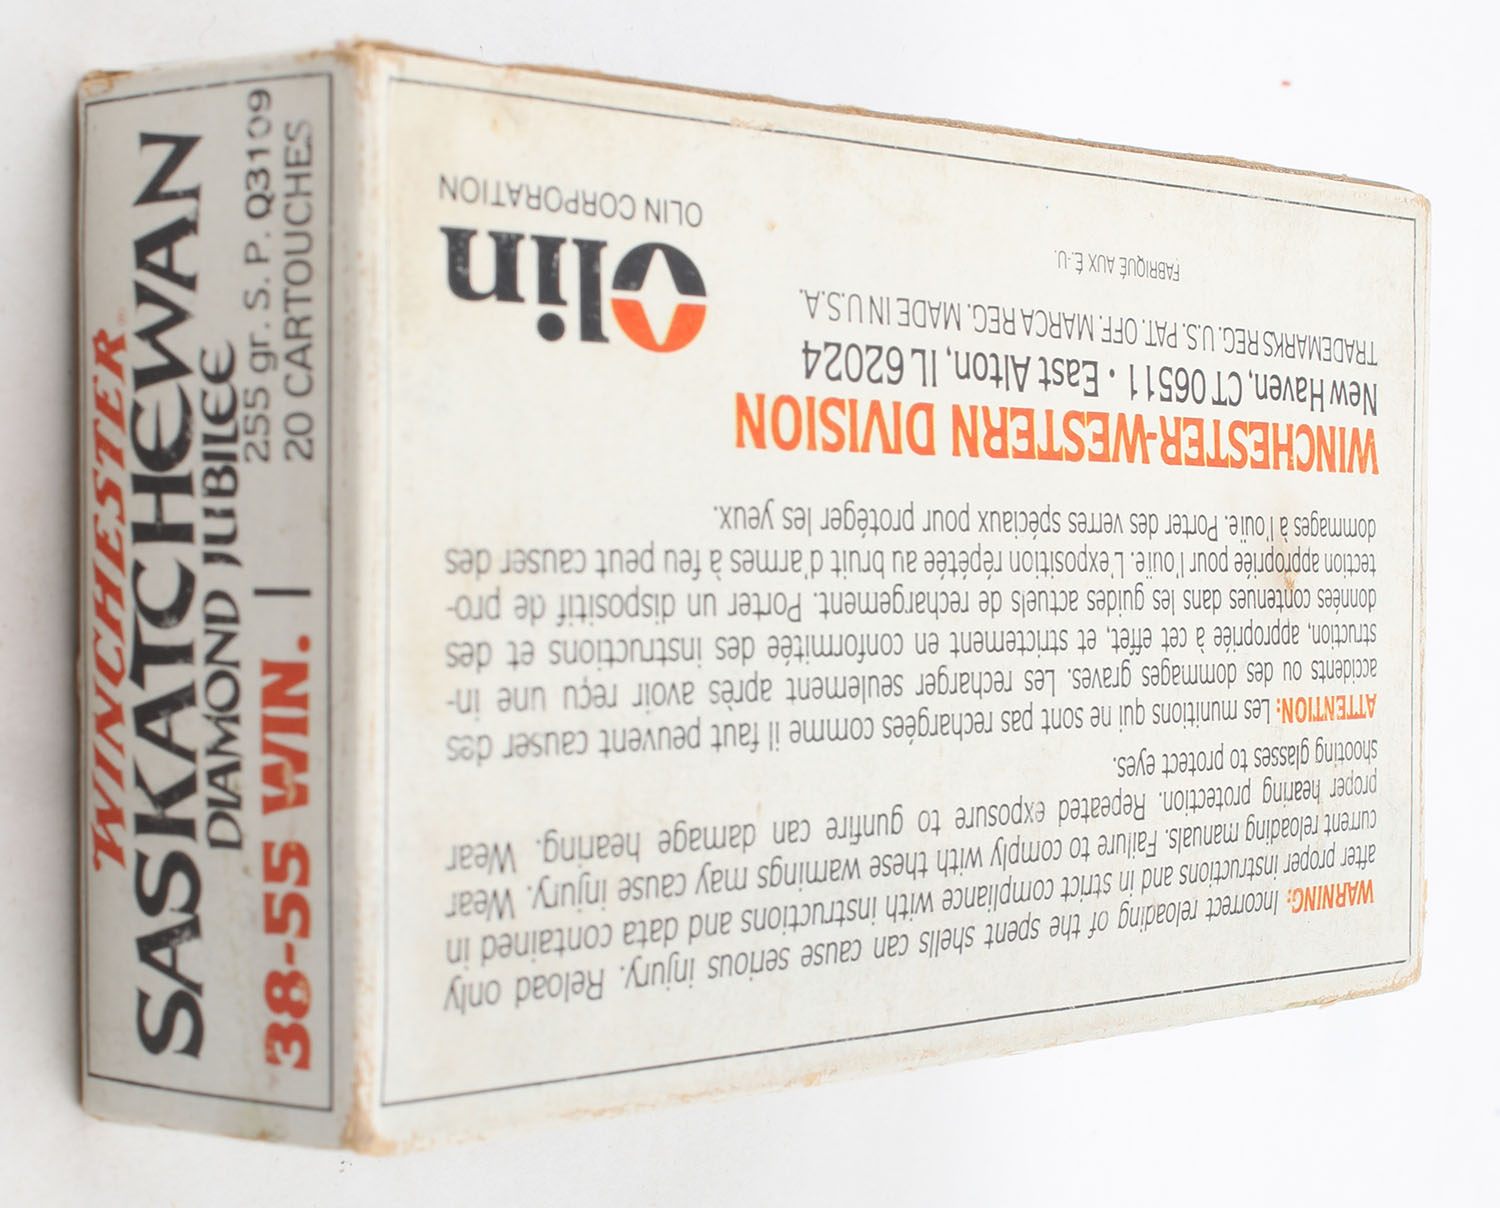 WINCHESTER®
SASKATCHEWAN
DIAMOND JUBILEE
38-55 WIN. | 255 gr. S. P. Q3109
20 CARTOUCHES
WARNING: Incorrect reloading of the spent shells can cause serious injury. Reload only
after proper instructions and in strict compliance with instructions and data contained in
current reloading manuals. Failure to comply with these warnings may cause injury. Wear
proper hearing protection. Repeated exposure to gunfire can damage hearing. Wear
shooting glasses to protect eyes.
ATTENTION: Les munitions qui ne sont pas rechargées comme il faut peuvent causer des
accidents ou des dommages graves. Les recharger seulement après avoir reçu une in-
struction, appropriée à cet effet, et strictement en conformitée des instructions et des
données contenues dans les guides actuels de rechargement. Porter un dispositif de pro-
tection appropriée pour l'ouïe. L'exposition répétée au bruit d'armes à feu peut causer des
dommages à l'ouïe. Porter des verres spéciaux pour protéger les yeux.
WINCHESTER-WESTERN DIVISION
New Haven, CT 06511 • East Alton, IL 62024
TRADEMARKS REG. U.S. PAT. OFF. MARCA REG. MADE IN U.S.A.
FABRIQUÉ AUX É.-U.
Olin
OLIN CORPORATION